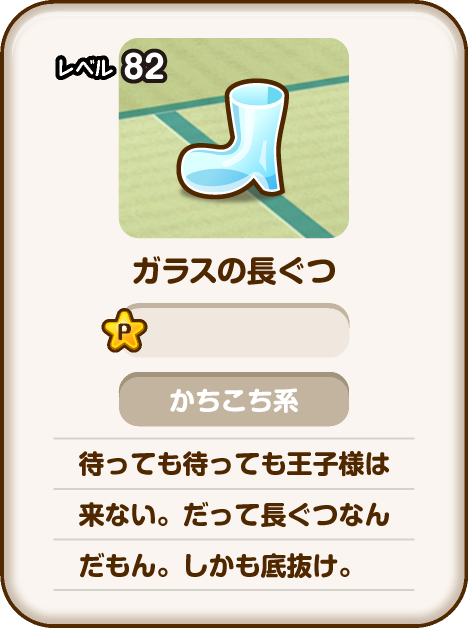 レベル 82
ガラスの長ぐつ
P
かちこち系
待っても待っても王子様は
来ない。だって長ぐつなん
だもん。しかも底抜け。